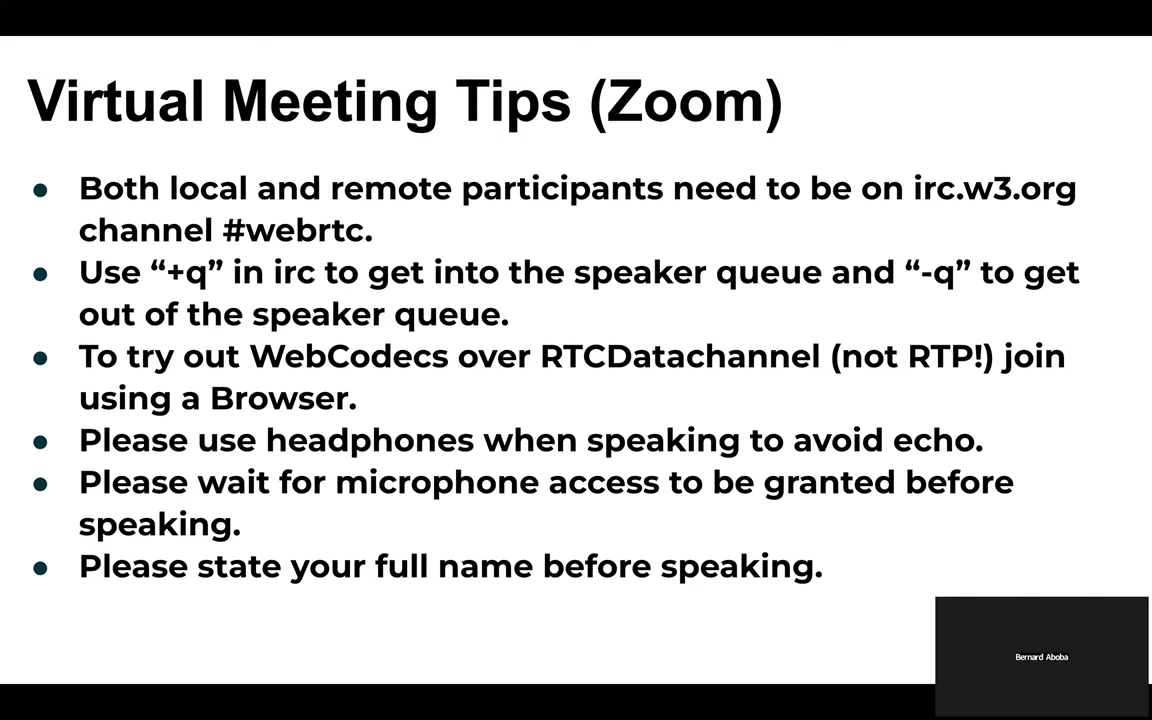 Virtual Meeting Tips (Zoom)
● Both local and remote participants need to be on irc.w3.org
channel #webrtc.
● Use “+q” in irc to get into the speaker queue and “-q” to get
out of the speaker queue.
● To try out WebCodecs over RTCDatachannel (not RTP!) join
using a Browser.
● Please use headphones when speaking to avoid echo.
● Please wait for microphone access to be granted before
speaking.
● Please state your full name before speaking.
Bernard Aboba